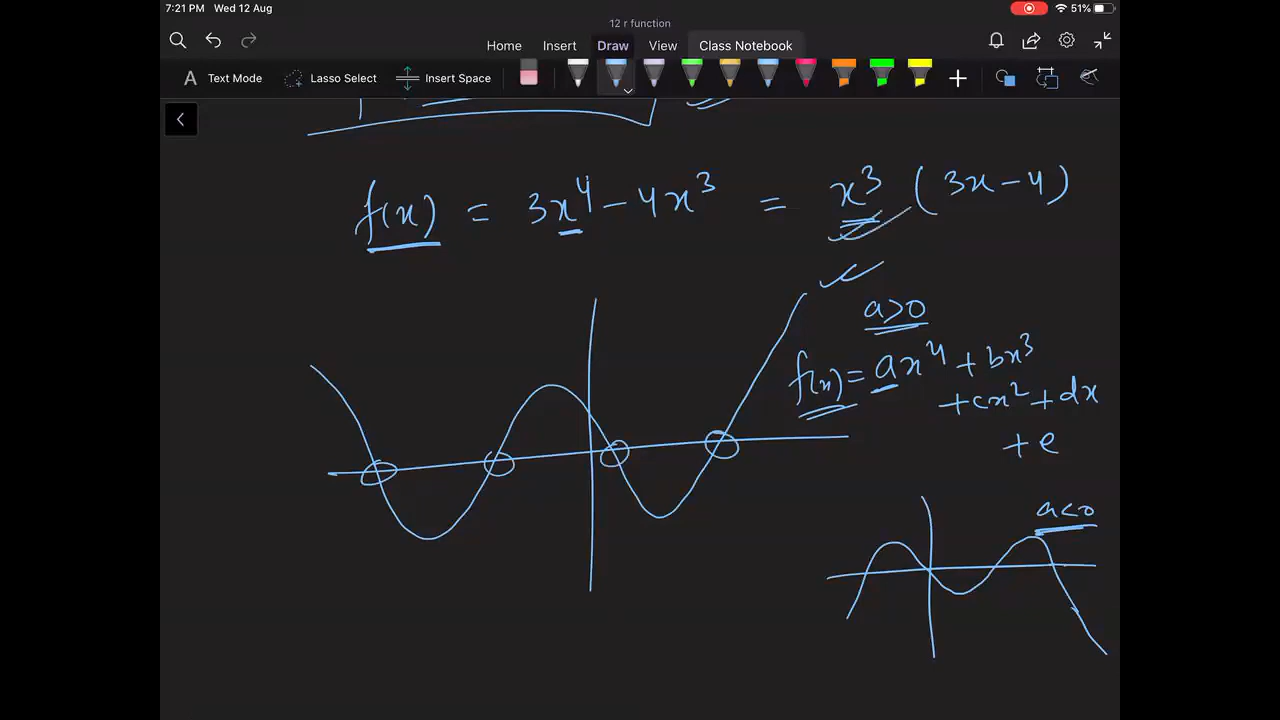 7:21 PM Wed 12 Aug
51%
12 r function
Home Insert Draw View Class Notebook
Text Mode Lasso Select Insert Space
f(x) = 3x⁴ - 4x³ = x³ (3x - 4)
a>0
f(x) = ax⁴ + bx³
+ cx² + dx
+ e
a<0